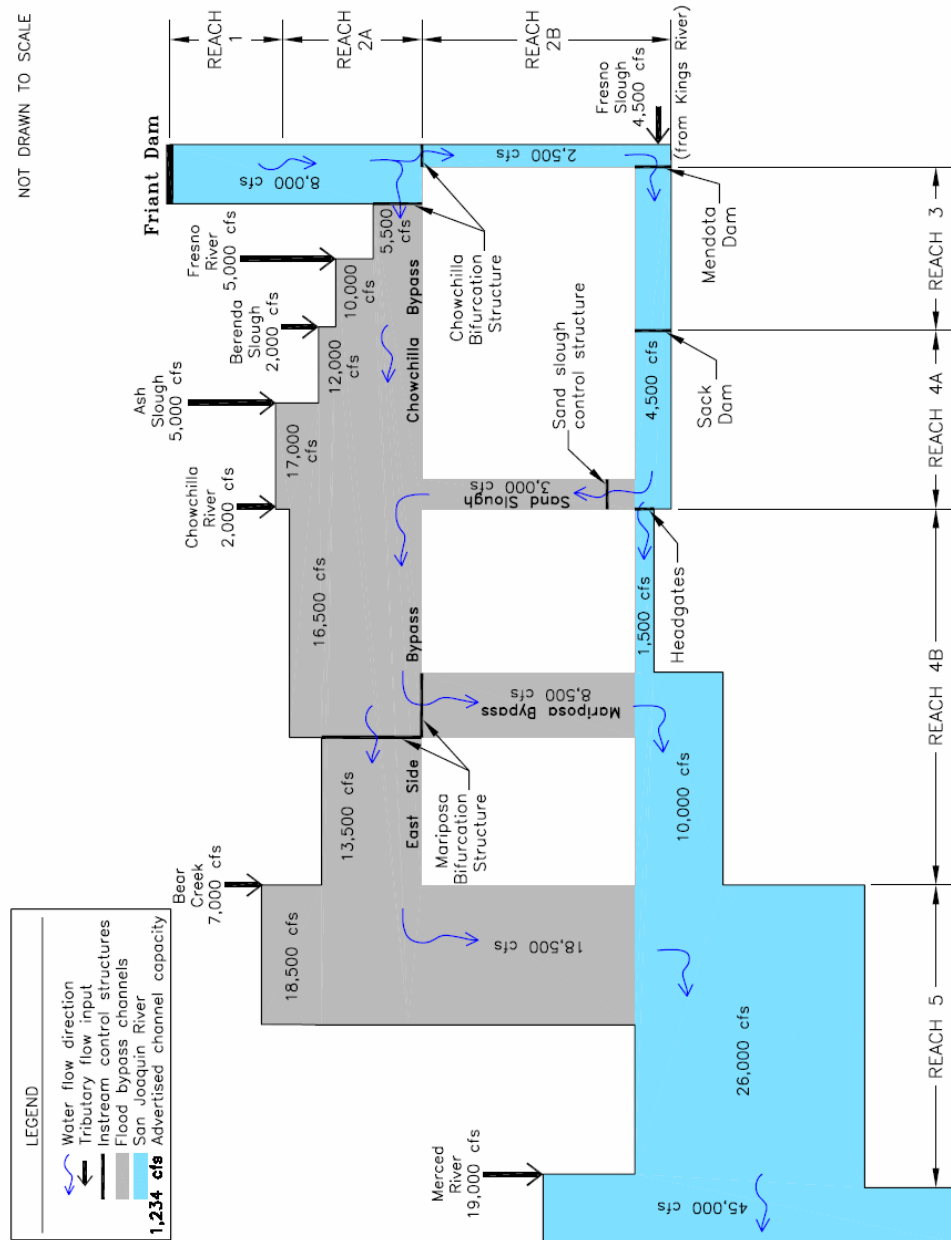 NOT DRAWN TO SCALE
LEGEND
Water flow direction
Tributary flow input
Instream control structures
Flood bypass channels
San Joaquin River
1,234 cfs Advertised channel capacity
Friant Dam
8,000 cfs
REACH
1
REACH
2A
REACH
2B
2,500 cfs
Fresno
Slough
4,500 cfs
(from Kings River)
Fresno
River
5,000 cfs
Berenda
Slough
2,000 cfs
Ash
Slough
5,000 cfs
Chowchilla
River
2,000 cfs
Bear
Creek
7,000 cfs
Merced
River
19,000 cfs
5,500
cfs
10,000
cfs
12,000
cfs
17,000
cfs
16,500 cfs
13,500 cfs
18,500 cfs
Chowchilla Bypass
East Side Bypass
Chowchilla
Bifurcation
Structure
Sand slough
control structure
Sand Slough
3,000 cfs
Mariposa Bypass
8,500 cfs
Mariposa
Bifurcation
Structure
18,500
cfs
4,500 cfs
1,500 cfs
10,000 cfs
26,000 cfs
45,000 cfs
Mendota
Dam
Sack
Dam
Headgates
REACH 3
REACH 4A
REACH 4B
REACH 5